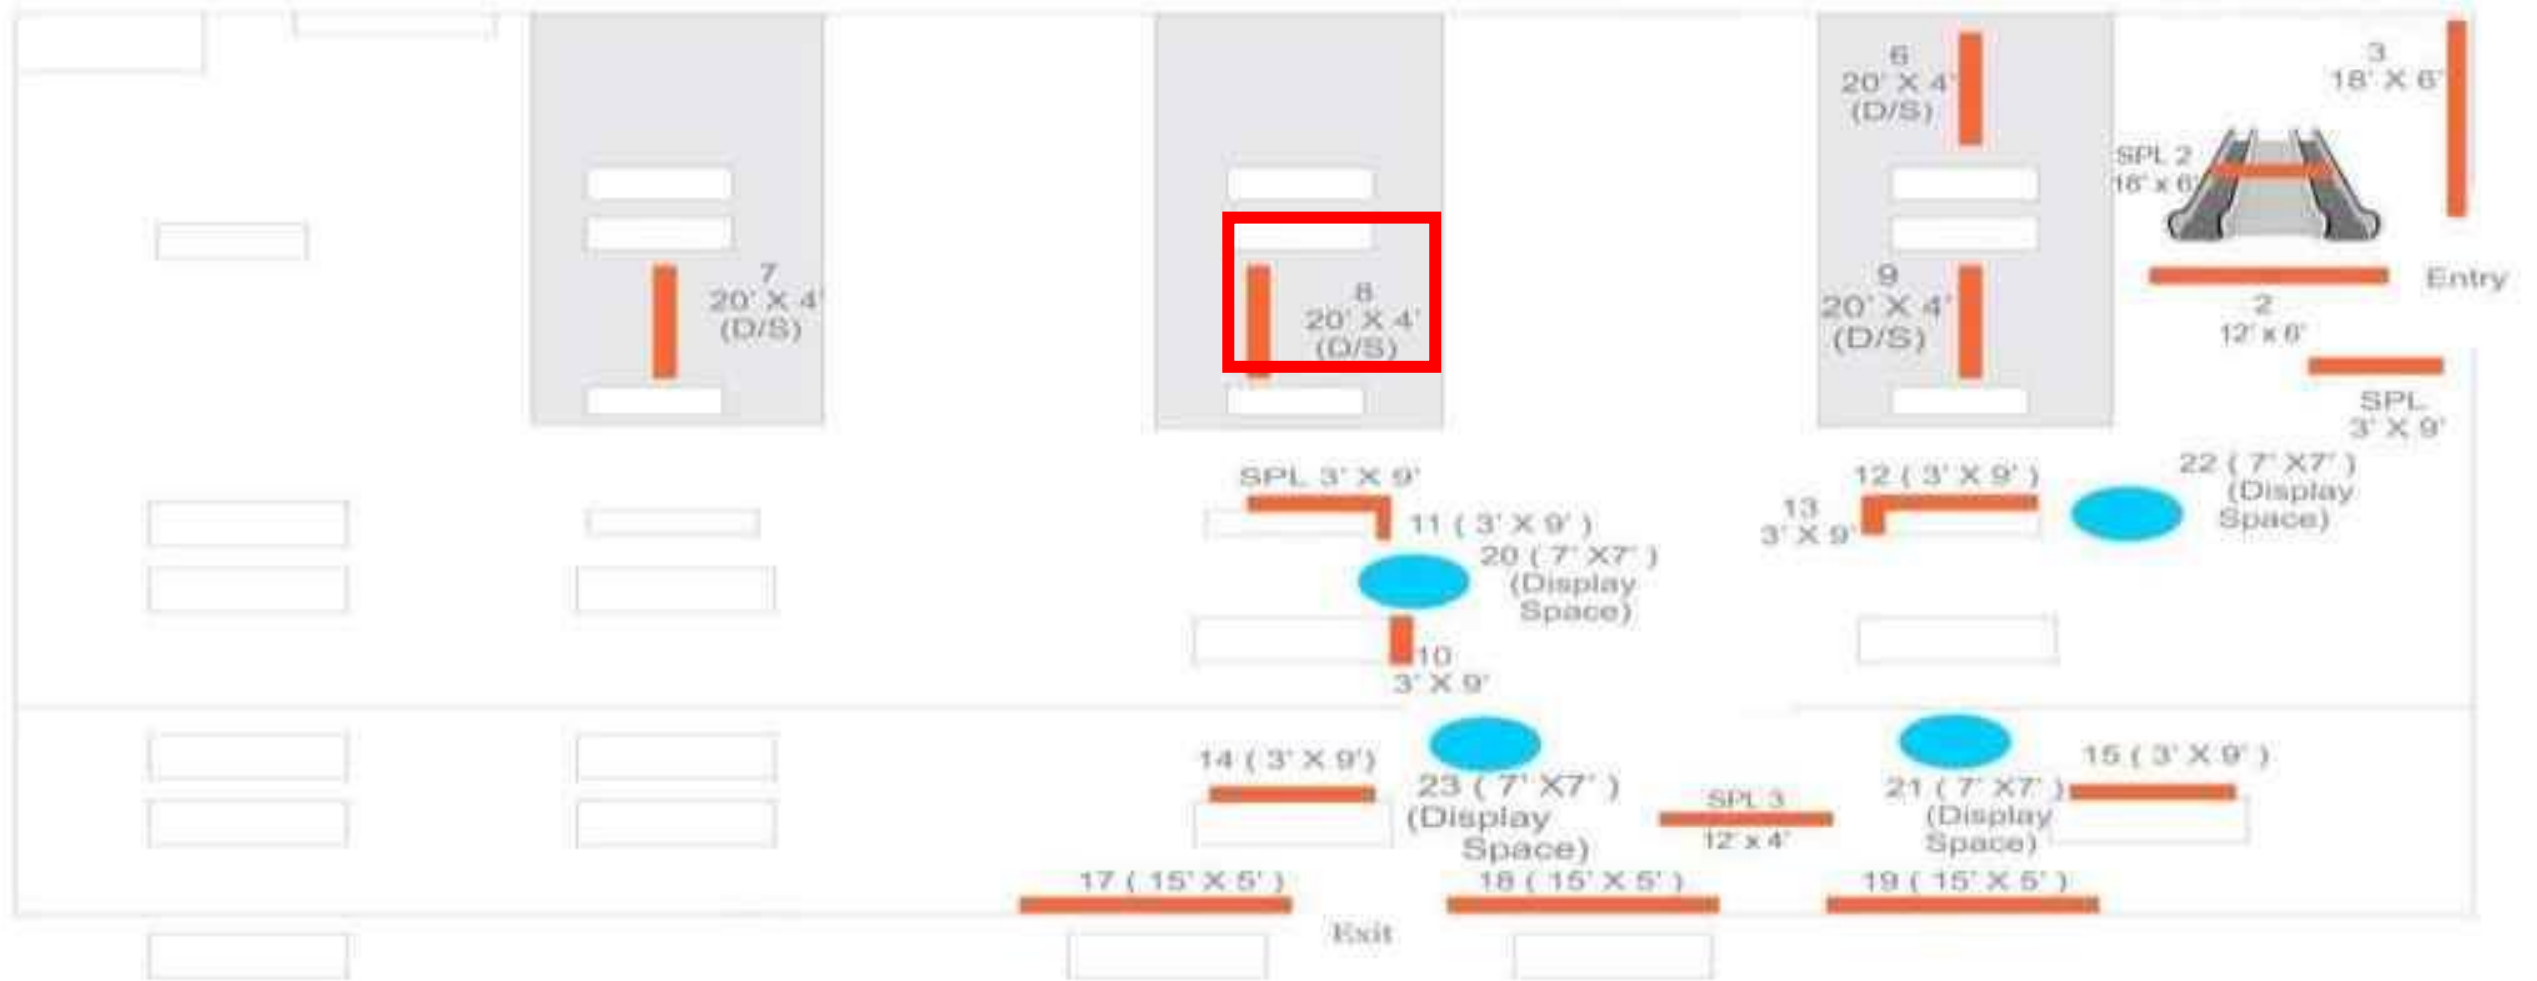 6
20' X 4'
(D/S)
3
18' X 6'
SPL 2
16' x 6'
7
20' X 4'
(D/S)
8
20' X 4'
(D/S)
9
20' X 4'
(D/S)
Entry
2
12' x 6'
SPL
3' X 9'
SPL 3' X 9'
11 ( 3' X 9' )
12 ( 3' X 9' )
13
3' X 9'
22 ( 7' X7' )
(Display
Space)
20 ( 7' X7' )
(Display
Space)
10
3' X 9'
14 ( 3' X 9')
23 ( 7' X7' )
(Display
Space)
SPL 3
12' x 4'
21 ( 7' X7' )
(Display
Space)
15 ( 3' X 9' )
17 ( 15' X 5' )
18 ( 15' X 5' )
19 ( 15' X 5' )
Exit